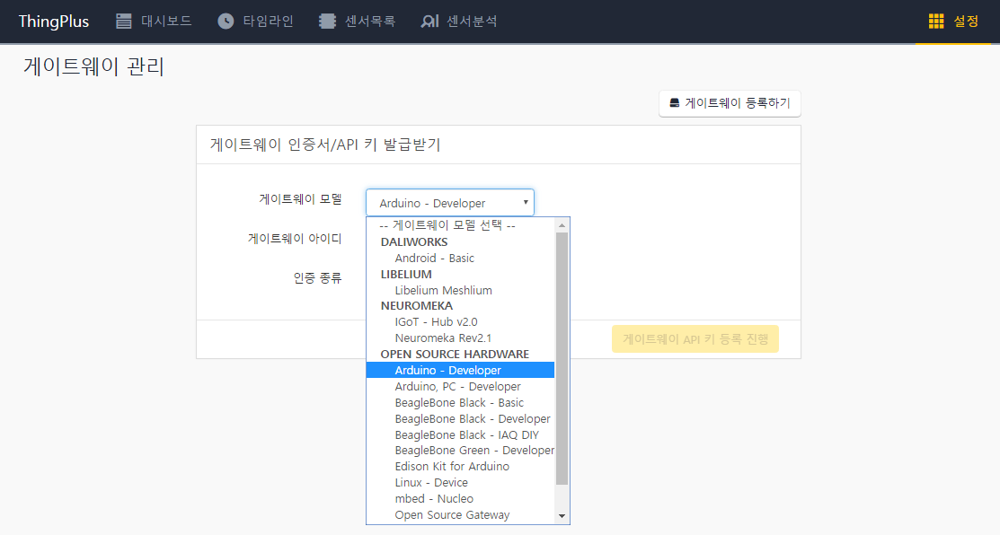 ThingPlus 대시보드 타임라인 센서목록 센서분석 설정
게이트웨이 관리
게이트웨이 등록하기
게이트웨이 인증서/API 키 발급받기
게이트웨이 모델 Arduino - Developer
-- 게이트웨이 모델 선택 --
DALIWORKS
게이트웨이 아이디
Android - Basic
LIBELIUM
인증 종류
Libelium Meshlium
NEUROMEKA
IGoT - Hub v2.0
Neuromeka Rev2.1
게이트웨이 API 키 등록 진행
OPEN SOURCE HARDWARE
Arduino - Developer
Arduino, PC - Developer
BeagleBone Black - Basic
BeagleBone Black - Developer
BeagleBone Black - IAQ DIY
BeagleBone Green - Developer
Edison Kit for Arduino
Linux - Device
mbed - Nucleo
Open Source Gateway